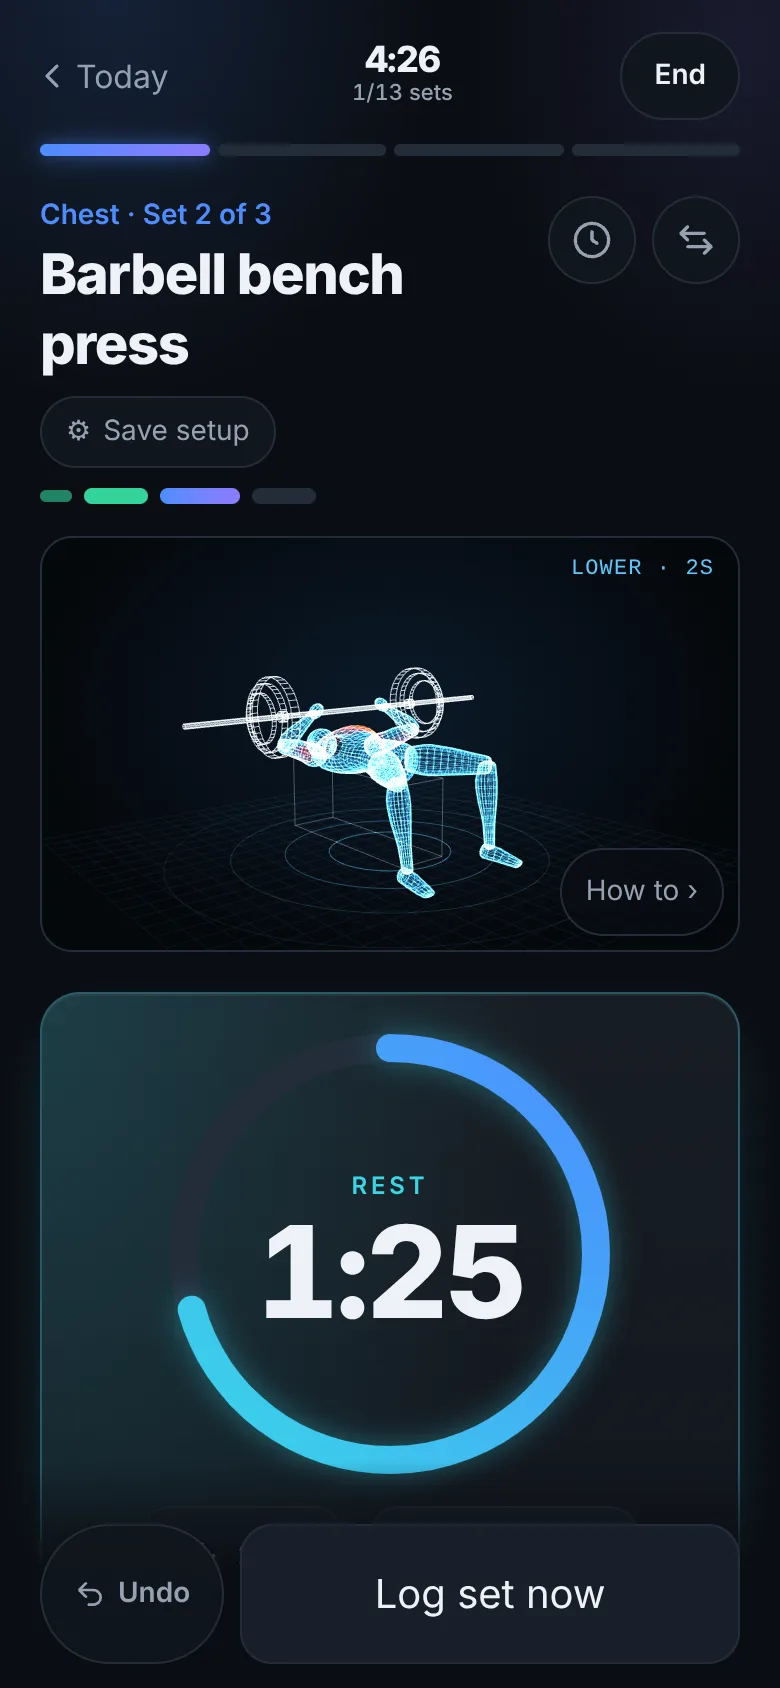 Today
4:26
1/13 sets
End
Chest · Set 2 of 3
Barbell bench
press
⚙ Save setup
LOWER · 2S
How to ›
REST
1:25
Undo
Log set now